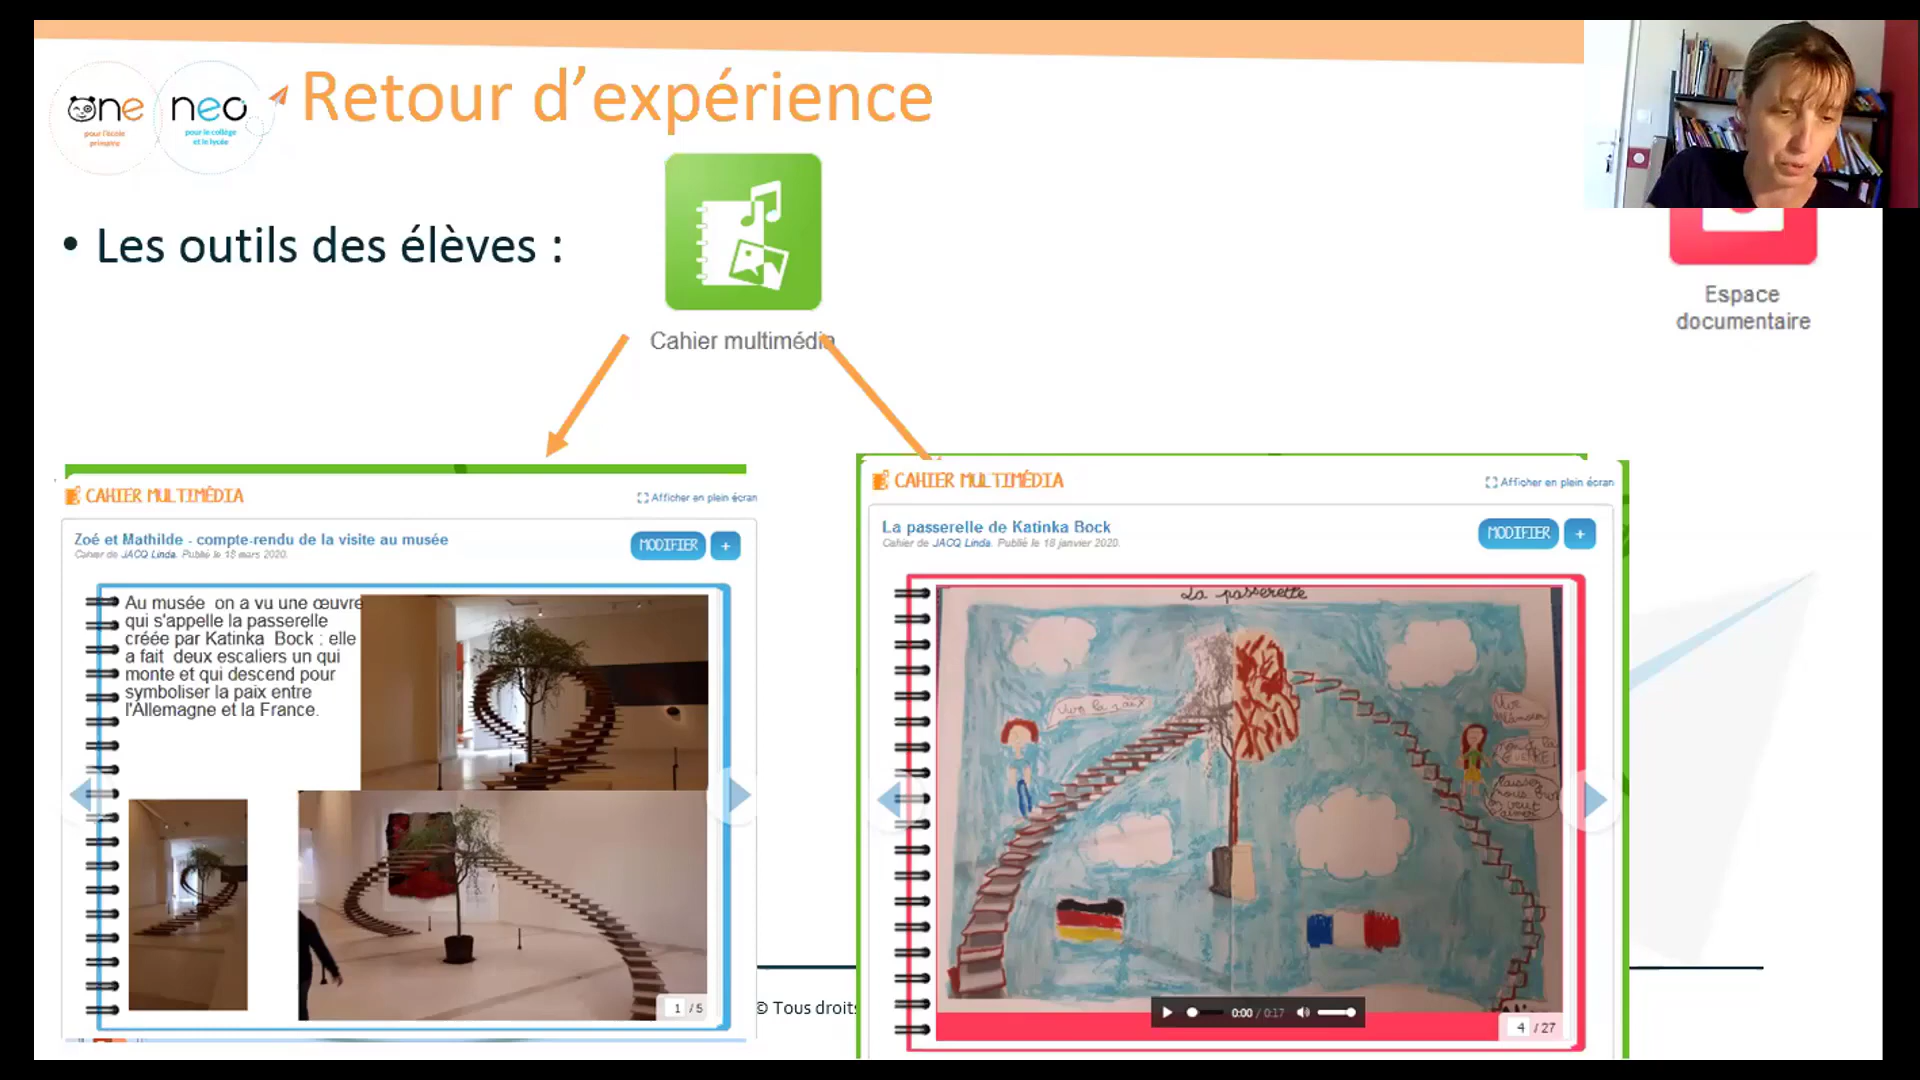 one
pour l'école
primaire
neo
pour le collège
et le lycée
Retour d'expérience
• Les outils des élèves :
Cahier multimédia
Espace
documentaire
CAHIER MULTIMÉDIA
Afficher en plein écran
Zoé et Mathilde - compte-rendu de la visite au musée
Cahier de JACQ Linda. Publié le 18 mars 2020.
MODIFIER
+
Au musée on a vu une œuvre
qui s'appelle la passerelle
créée par Katinka Bock ; elle
a fait deux escaliers un qui
monte et qui descend pour
symboliser la paix entre
l'Allemagne et la France.
1 / 5
© Tous droits
CAHIER MULTIMÉDIA
Afficher en plein écran
La passerelle de Katinka Bock
Cahier de JACQ Linda. Publié le 18 janvier 2020.
MODIFIER
+
La passerelle
Vive la paix
Vive
l'amour
non à la
GUERRE!
0:00 / 0:17
4 / 27